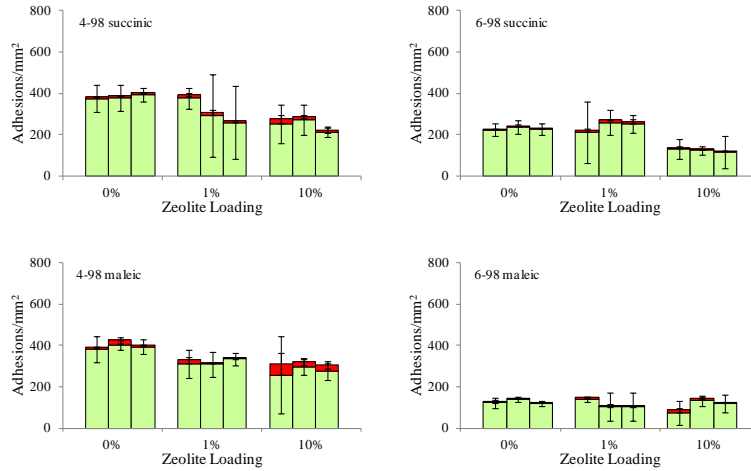 4-98 succinic
Adhesions/mm²
800
600
400
200
0
0% 1% 10%
Zeolite Loading
6-98 succinic
Adhesions/mm²
800
600
400
200
0
0% 1% 10%
Zeolite Loading
4-98 maleic
Adhesions/mm²
800
600
400
200
0
0% 1% 10%
Zeolite Loading
6-98 maleic
Adhesions/mm²
800
600
400
200
0
0% 1% 10%
Zeolite Loading